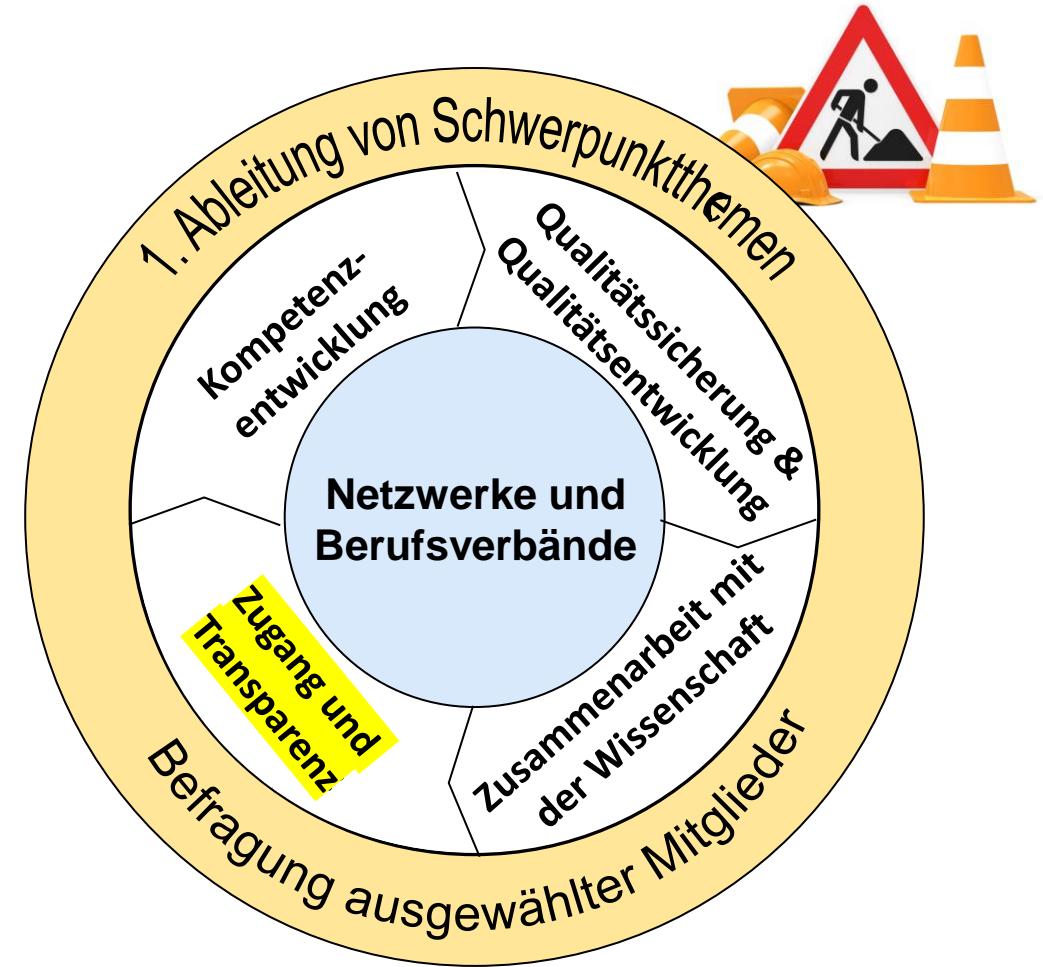 1. Ableitung von Schwerpunktthemen
Kompetenz-
entwicklung
Qualitätssicherung &
Qualitätsentwicklung
Netzwerke und
Berufsverbände
Zugang und
Transparenz
Zusammenarbeit mit
der Wissenschaft
Befragung ausgewählter Mitglieder